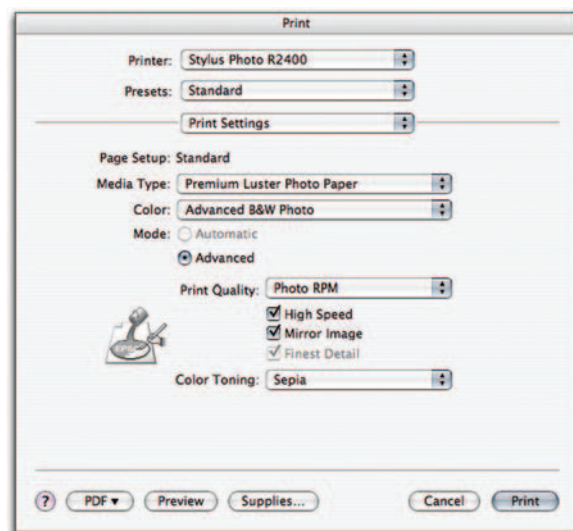 Print
Printer: Stylus Photo R2400
Presets: Standard
Print Settings
Page Setup: Standard
Media Type: Premium Luster Photo Paper
Color: Advanced B&W Photo
Mode: Automatic
Advanced
Print Quality: Photo RPM
High Speed
Mirror Image
Finest Detail
Color Toning: Sepia
? PDF Preview Supplies... Cancel Print